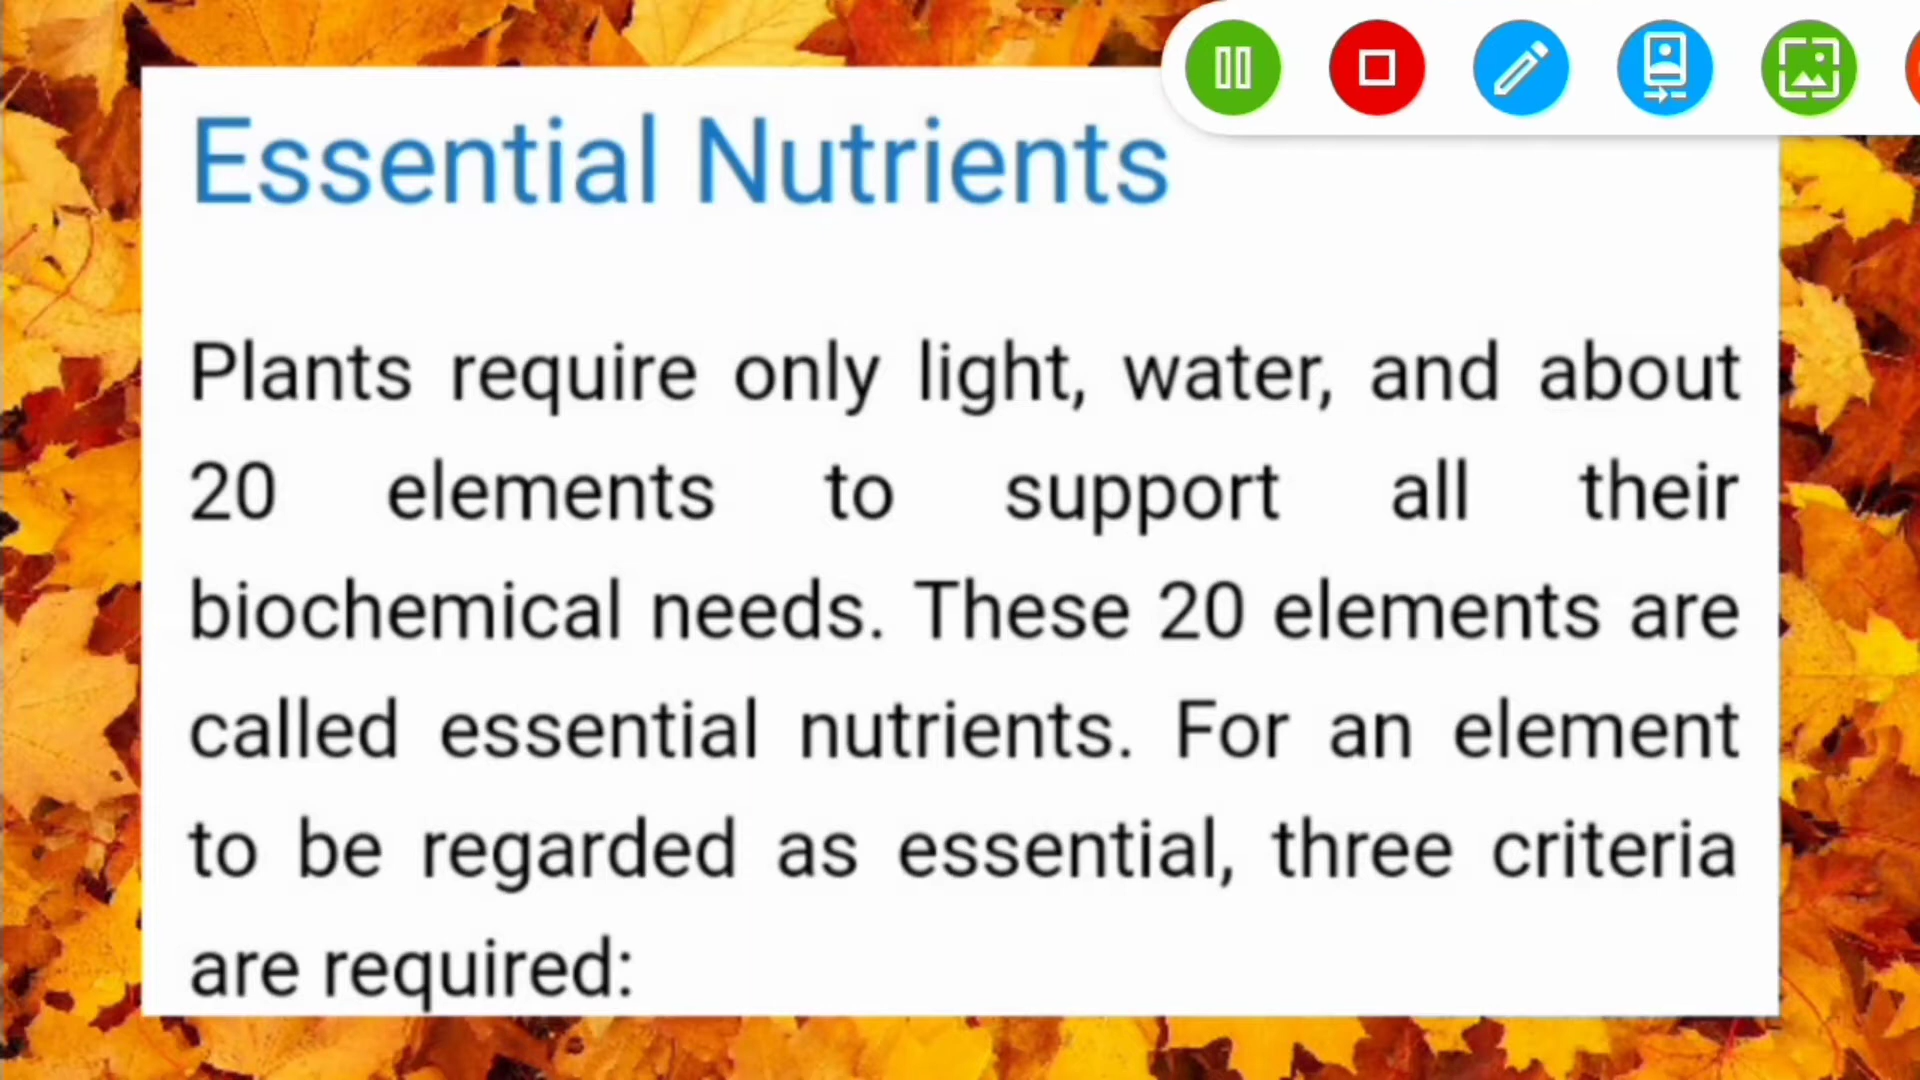 Essential Nutrients
Plants require only light, water, and about
20 elements to support all their
biochemical needs. These 20 elements are
called essential nutrients. For an element
to be regarded as essential, three criteria
are required: